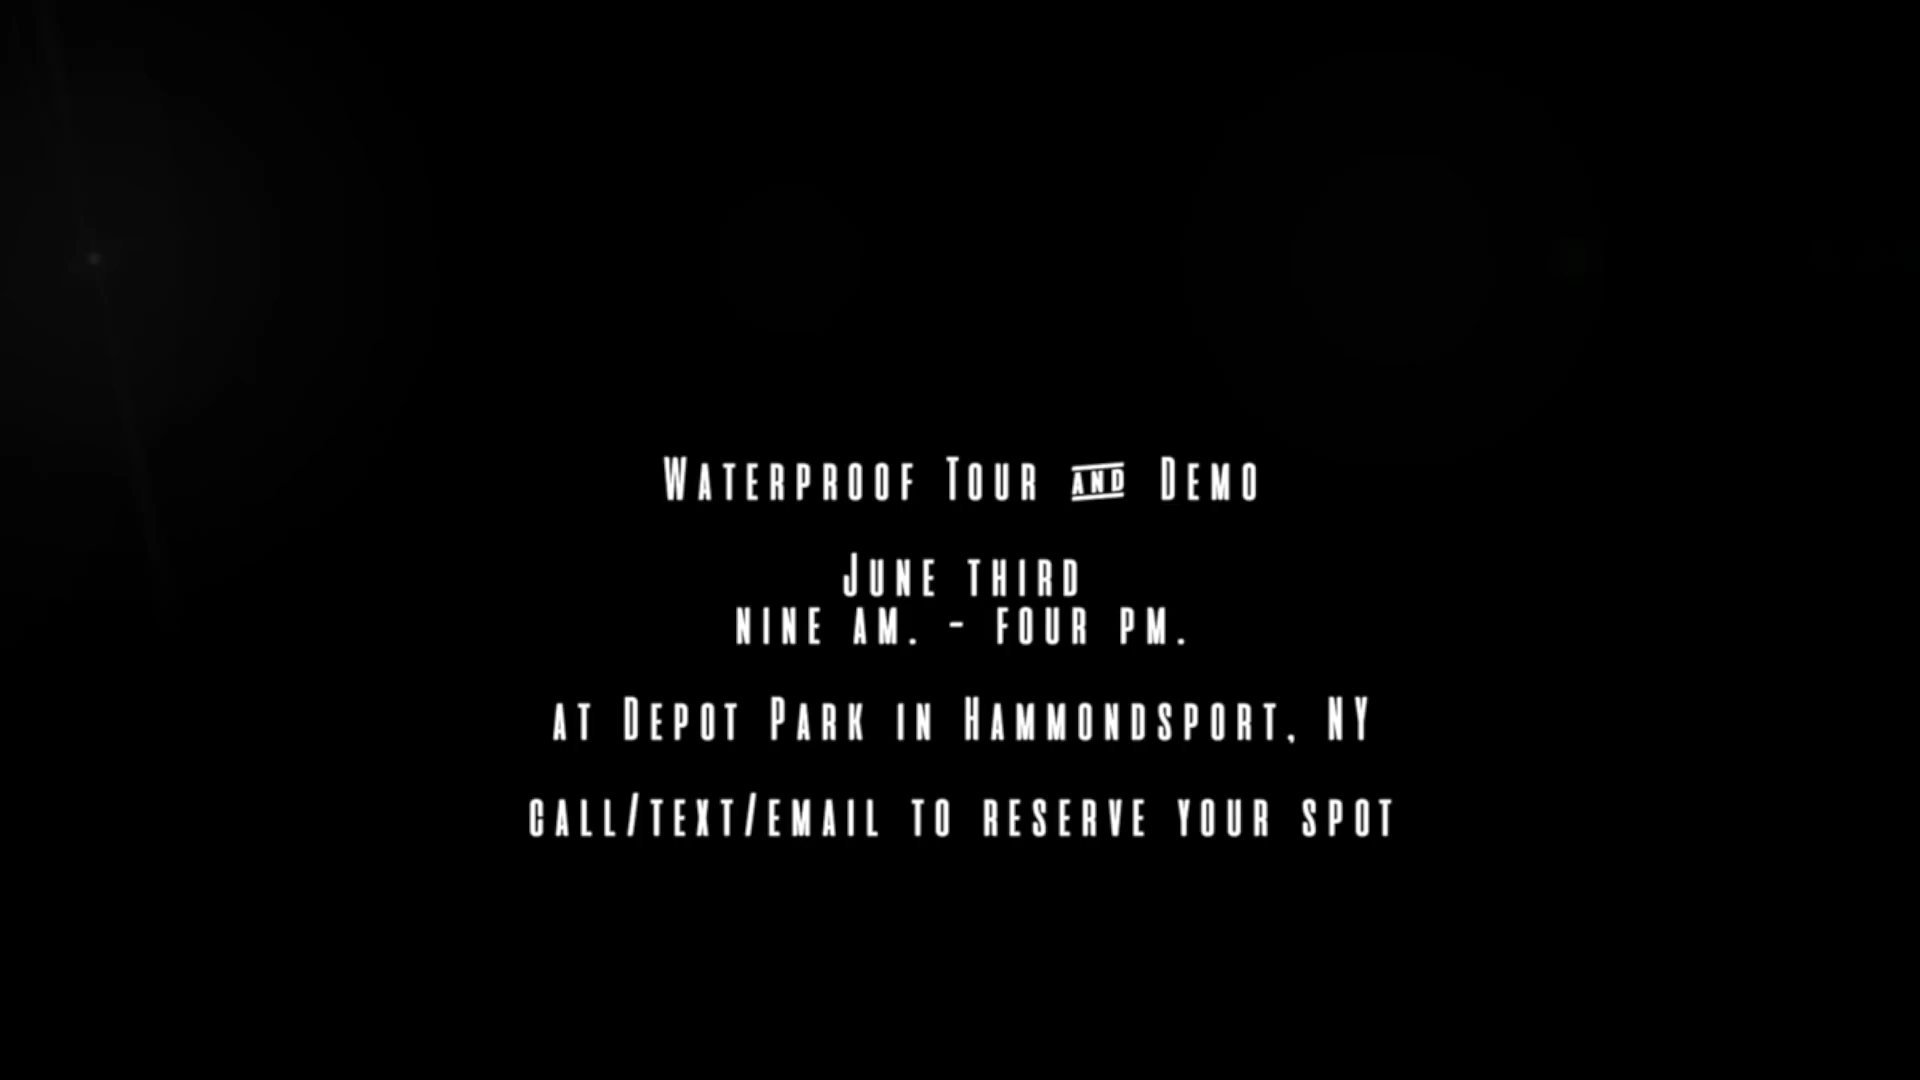 Waterproof Tour and Demo
June third
nine am. - four pm.
at Depot Park in Hammondsport, NY
call/text/email to reserve your spot